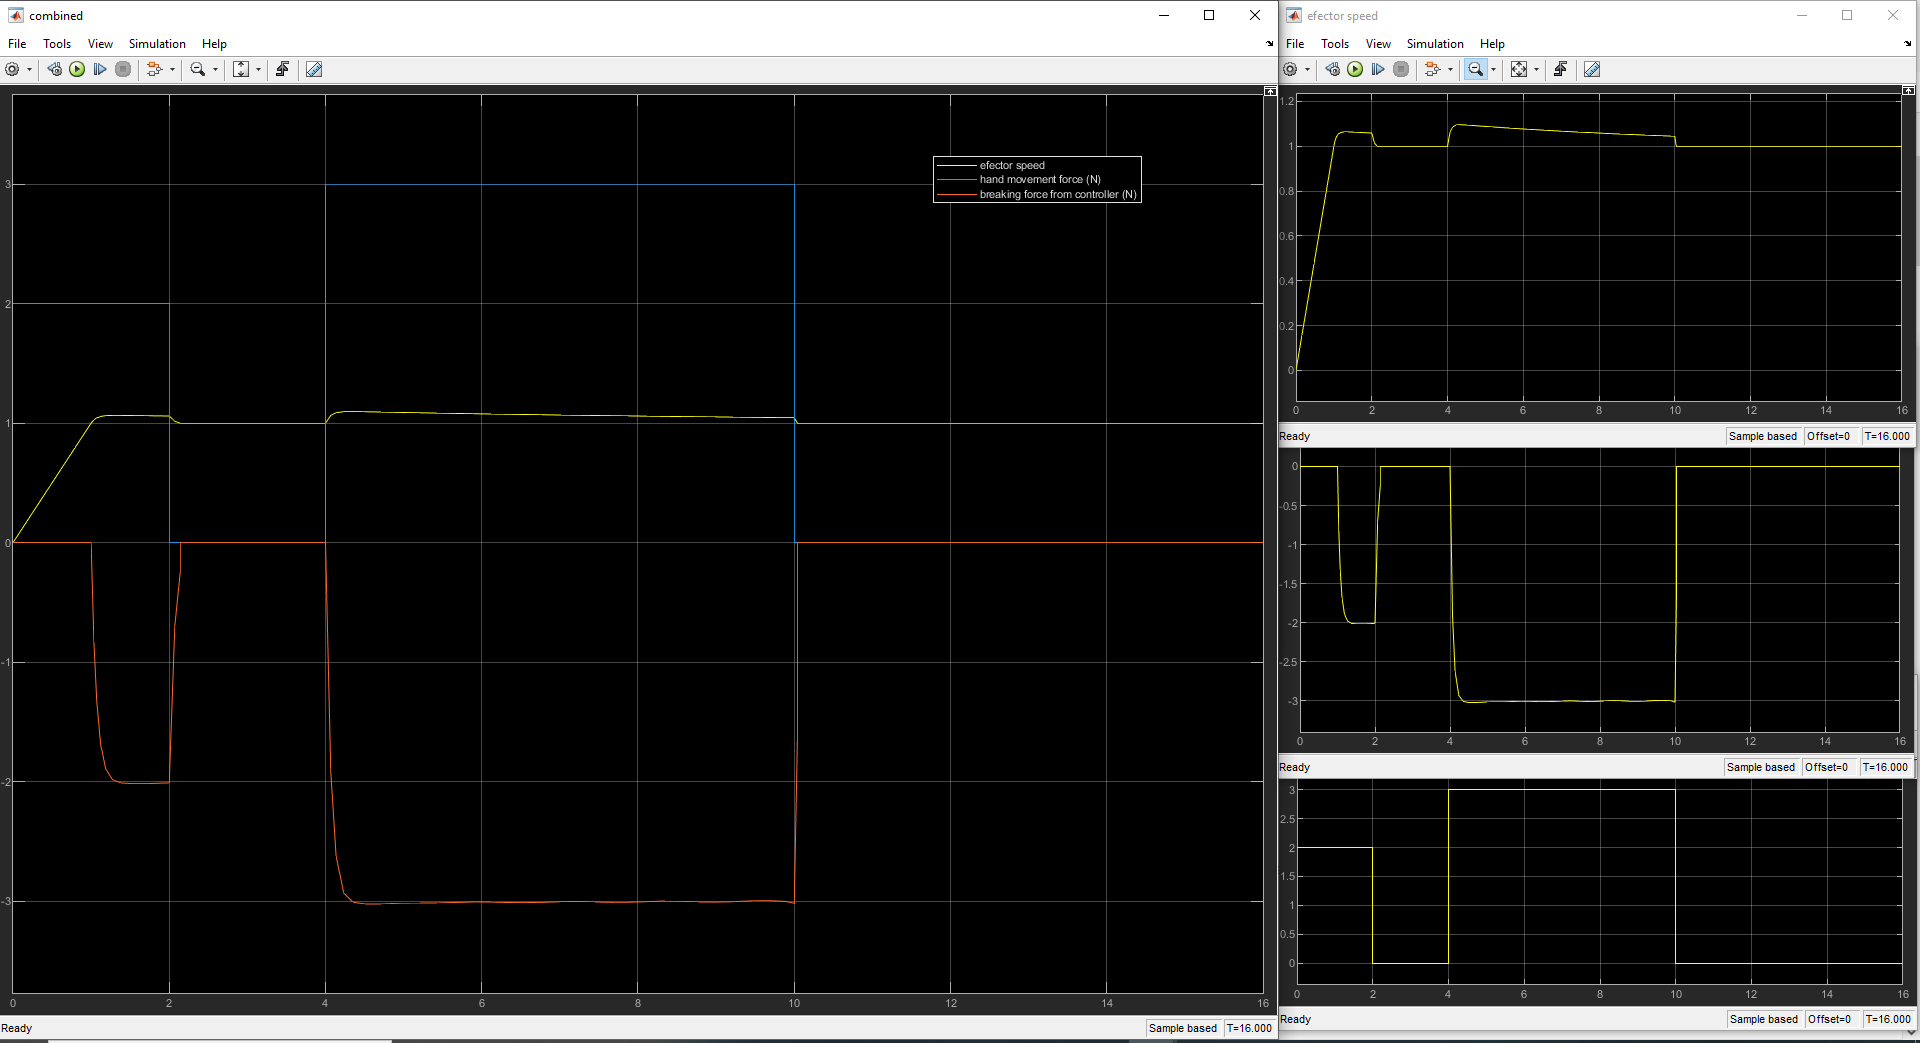 combined
File Tools View Simulation Help
efector speed
hand movement force (N)
breaking force from controller (N)
3
2
1
0
-1
-2
-3
0 2 4 6 8 10 12 14 16
Ready Sample based T=16.000
efector speed
File Tools View Simulation Help
1.2
1
0.8
0.6
0.4
0.2
0
0 2 4 6 8 10 12 14 16
Ready Sample based Offset=0 T=16.000
0
-0.5
-1
-1.5
-2
-2.5
-3
0 2 4 6 8 10 12 14 16
Ready Sample based Offset=0 T=16.000
3
2.5
2
1.5
1
0.5
0
0 2 4 6 8 10 12 14 16
Ready Sample based Offset=0 T=16.000